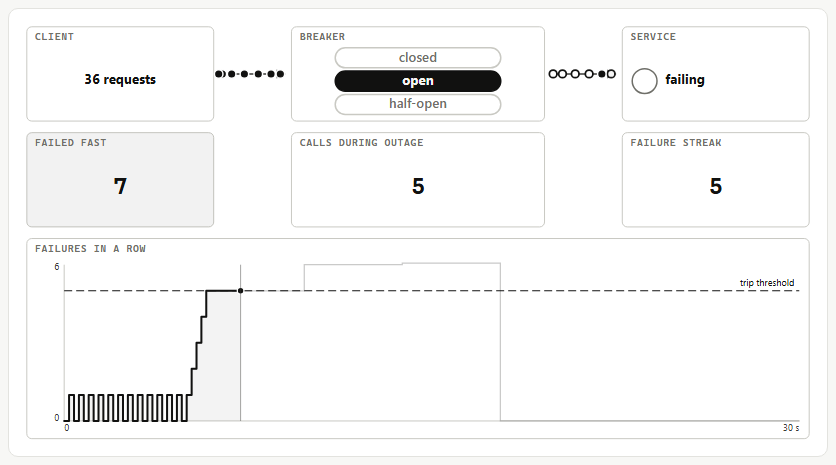 CLIENT
36 requests
BREAKER
closed
open
half-open
SERVICE
failing
FAILED FAST
7
CALLS DURING OUTAGE
5
FAILURE STREAK
5
FAILURES IN A ROW
6
trip threshold
0
0
30 s